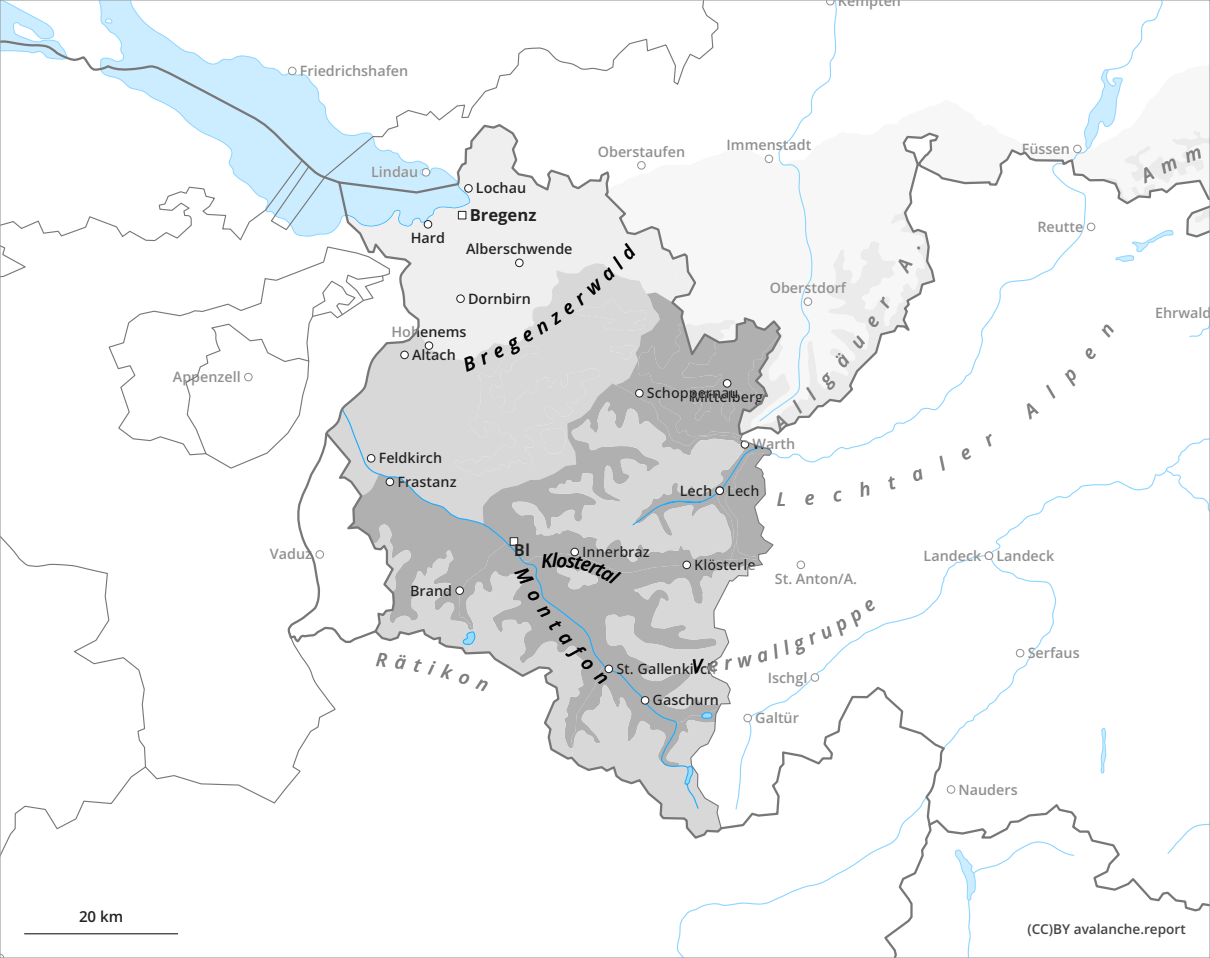 Kempten
Friedrichshafen
Immenstadt
Füssen
Oberstaufen
Amm
Lindau
Lochau
Bregenz
Reutte
Hard
Alberschwende
Oberstdorf
Dornbirn
Bregenzerwald
Ehrwald
Hohenems
Altach
Allgäuer A.
Appenzell
Schoppernau
Mittelberg
Lechtaler Alpen
Warth
Feldkirch
Frastanz
Lech
Lech
Bl
Innerbraz
Klostertal
Vaduz
Klösterle
Landeck
Landeck
St. Anton/A.
Brand
Montafon
Verwallgruppe
Rätikon
St. Gallenkirch
Serfaus
Ischgl
Gaschurn
Galtür
Nauders
20 km
(CC)BY avalanche.report